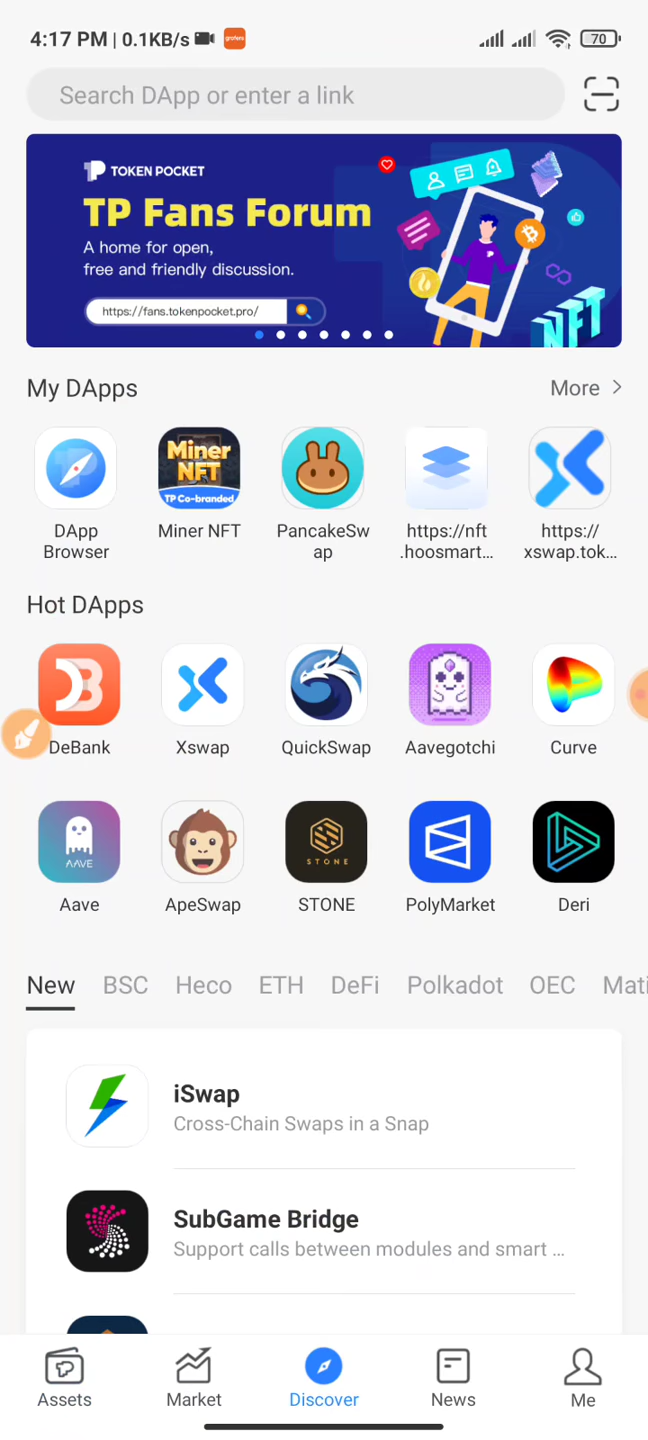 4:17 PM | 0.1KB/s
grofers
70
Search DApp or enter a link
TOKEN POCKET
TP Fans Forum
A home for open,
free and friendly discussion.
https://fans.tokenpocket.pro/
NFT
My DApps
More
Miner
NFT
TP Co-branded
DApp
Browser
Miner NFT
PancakeSw
ap
https://nft
.hoosmart...
https://
xswap.tok...
Hot DApps
DeBank
Xswap
QuickSwap
Aavegotchi
Curve
AAVE
STONE
Aave
ApeSwap
STONE
PolyMarket
Deri
New
BSC
Heco
ETH
DeFi
Polkadot
OEC
Mati
iSwap
Cross-Chain Swaps in a Snap
SubGame Bridge
Support calls between modules and smart ...
Assets
Market
Discover
News
Me